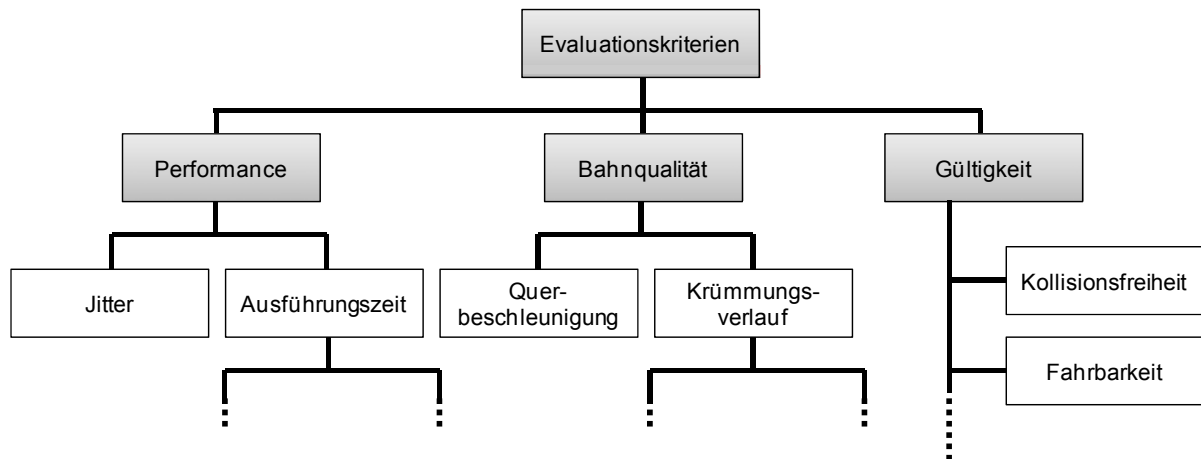 Evaluationskriterien
Performance
Bahnqualität
Gültigkeit
Jitter
Ausführungszeit
Quer-
beschleunigung
Krümmungs-
verlauf
Kollisionsfreiheit
Fahrbarkeit